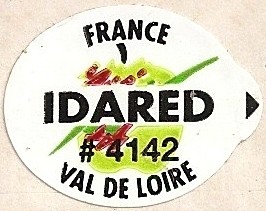 FRANCE
IDARED
# 4142
VAL DE LOIRE